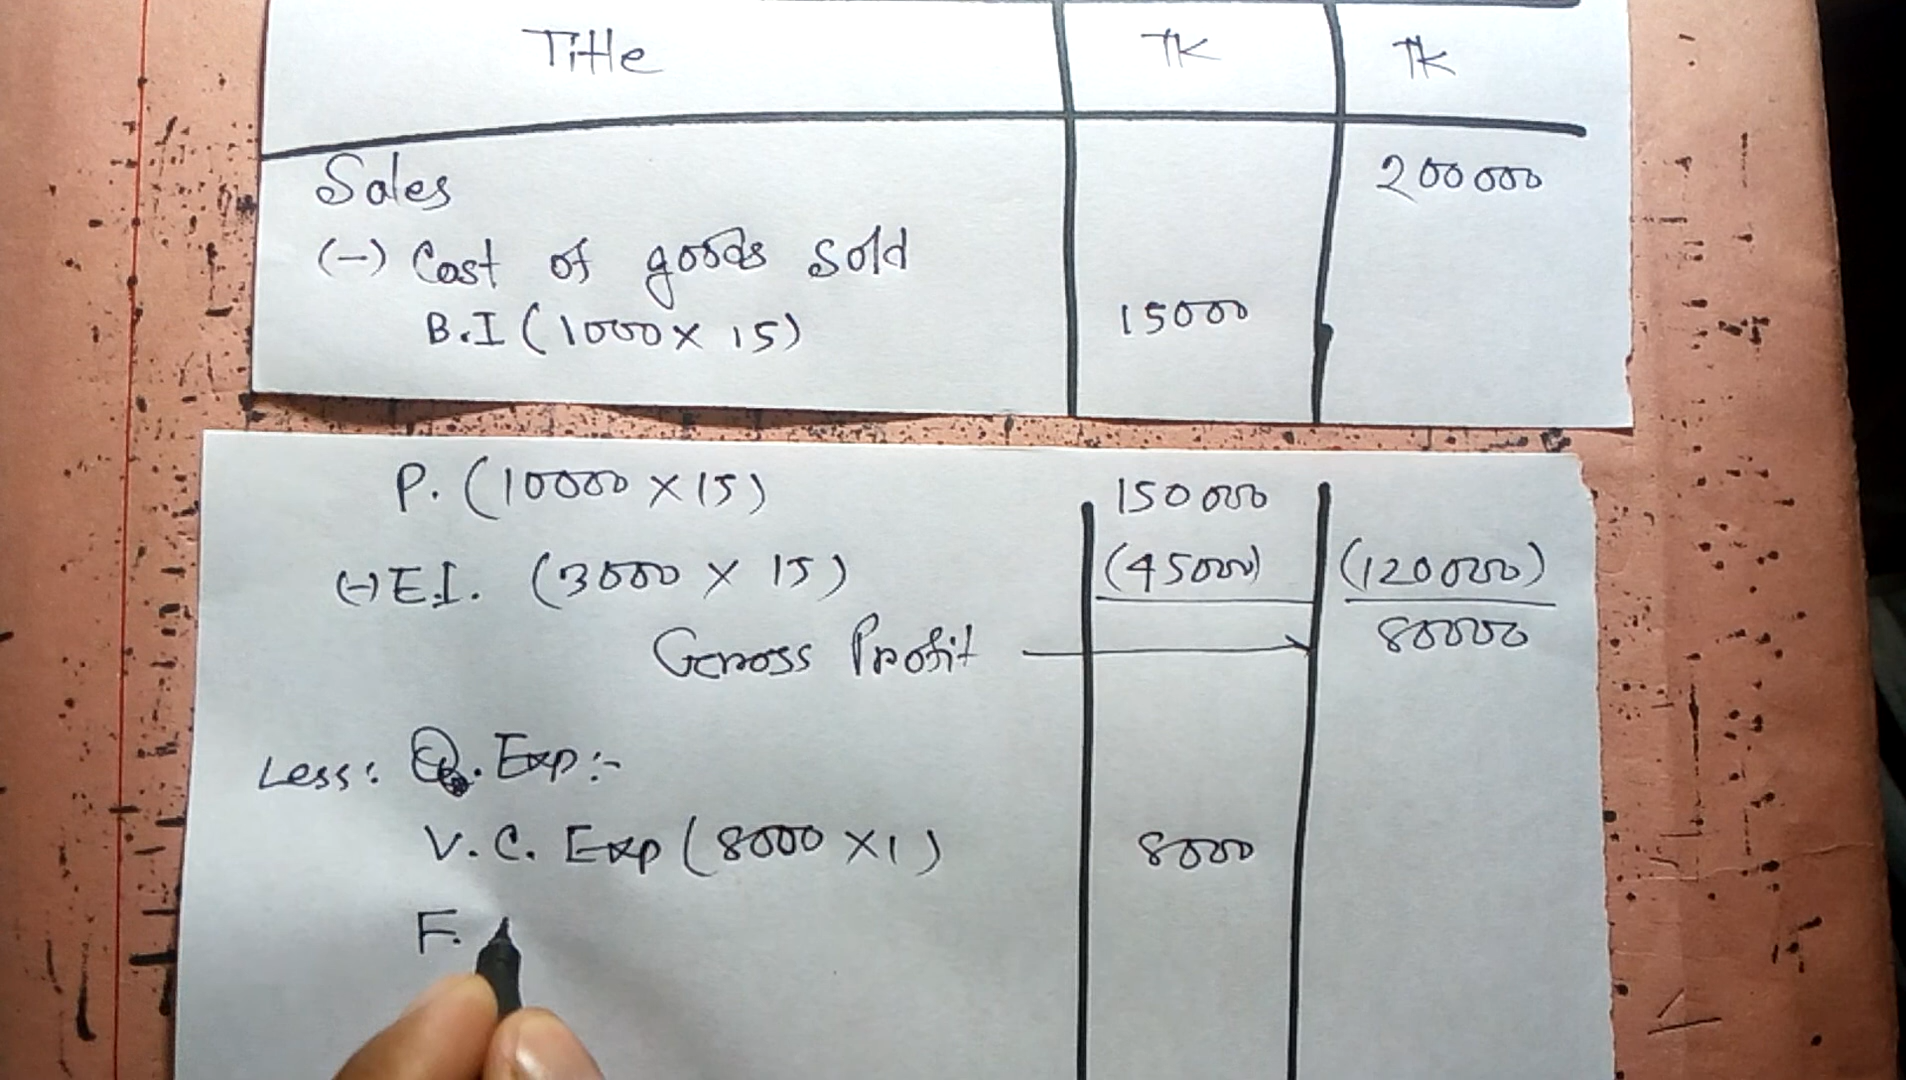 Title TK TK
Sales 200000
(-) Cost of goods sold
B.I (1000 × 15) 15000
P. (10000 × 15) 150000
(-) E.I. (3000 × 15) (45000) (120000)
Gross Profit 80000
Less: O. Exp:-
V.C. Exp (8000 × 1) 8000
F.